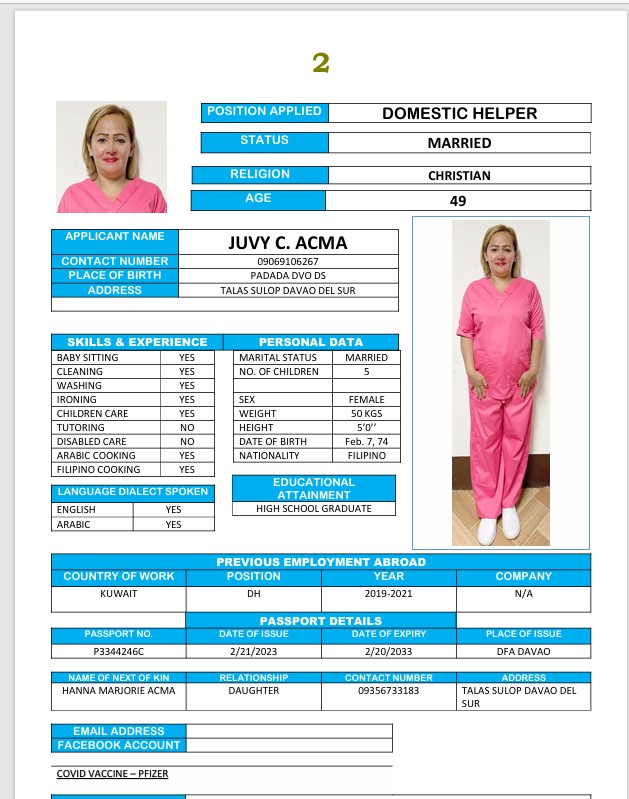 2
POSITION APPLIED DOMESTIC HELPER
STATUS MARRIED
RELIGION CHRISTIAN
AGE 49
APPLICANT NAME JUVY C. ACMA
CONTACT NUMBER 09069106267
PLACE OF BIRTH PADADA DVO DS
ADDRESS TALAS SULOP DAVAO DEL SUR
SKILLS & EXPERIENCE PERSONAL DATA
BABY SITTING YES MARITAL STATUS MARRIED
CLEANING YES NO. OF CHILDREN 5
WASHING YES
IRONING YES SEX FEMALE
CHILDREN CARE YES WEIGHT 50 KGS
TUTORING NO HEIGHT 5'0''
DISABLED CARE NO DATE OF BIRTH Feb. 7, 74
ARABIC COOKING YES NATIONALITY FILIPINO
FILIPINO COOKING YES
LANGUAGE DIALECT SPOKEN
ENGLISH YES
ARABIC YES
EDUCATIONAL
ATTAINMENT
HIGH SCHOOL GRADUATE
PREVIOUS EMPLOYMENT ABROAD
COUNTRY OF WORK POSITION YEAR COMPANY
KUWAIT DH 2019-2021 N/A
PASSPORT DETAILS
PASSPORT NO. DATE OF ISSUE DATE OF EXPIRY PLACE OF ISSUE
P3344246C 2/21/2023 2/20/2033 DFA DAVAO
NAME OF NEXT OF KIN RELATIONSHIP CONTACT NUMBER ADDRESS
HANNA MARJORIE ACMA DAUGHTER 09356733183 TALAS SULOP DAVAO DEL
SUR
EMAIL ADDRESS
FACEBOOK ACCOUNT
COVID VACCINE – PFIZER